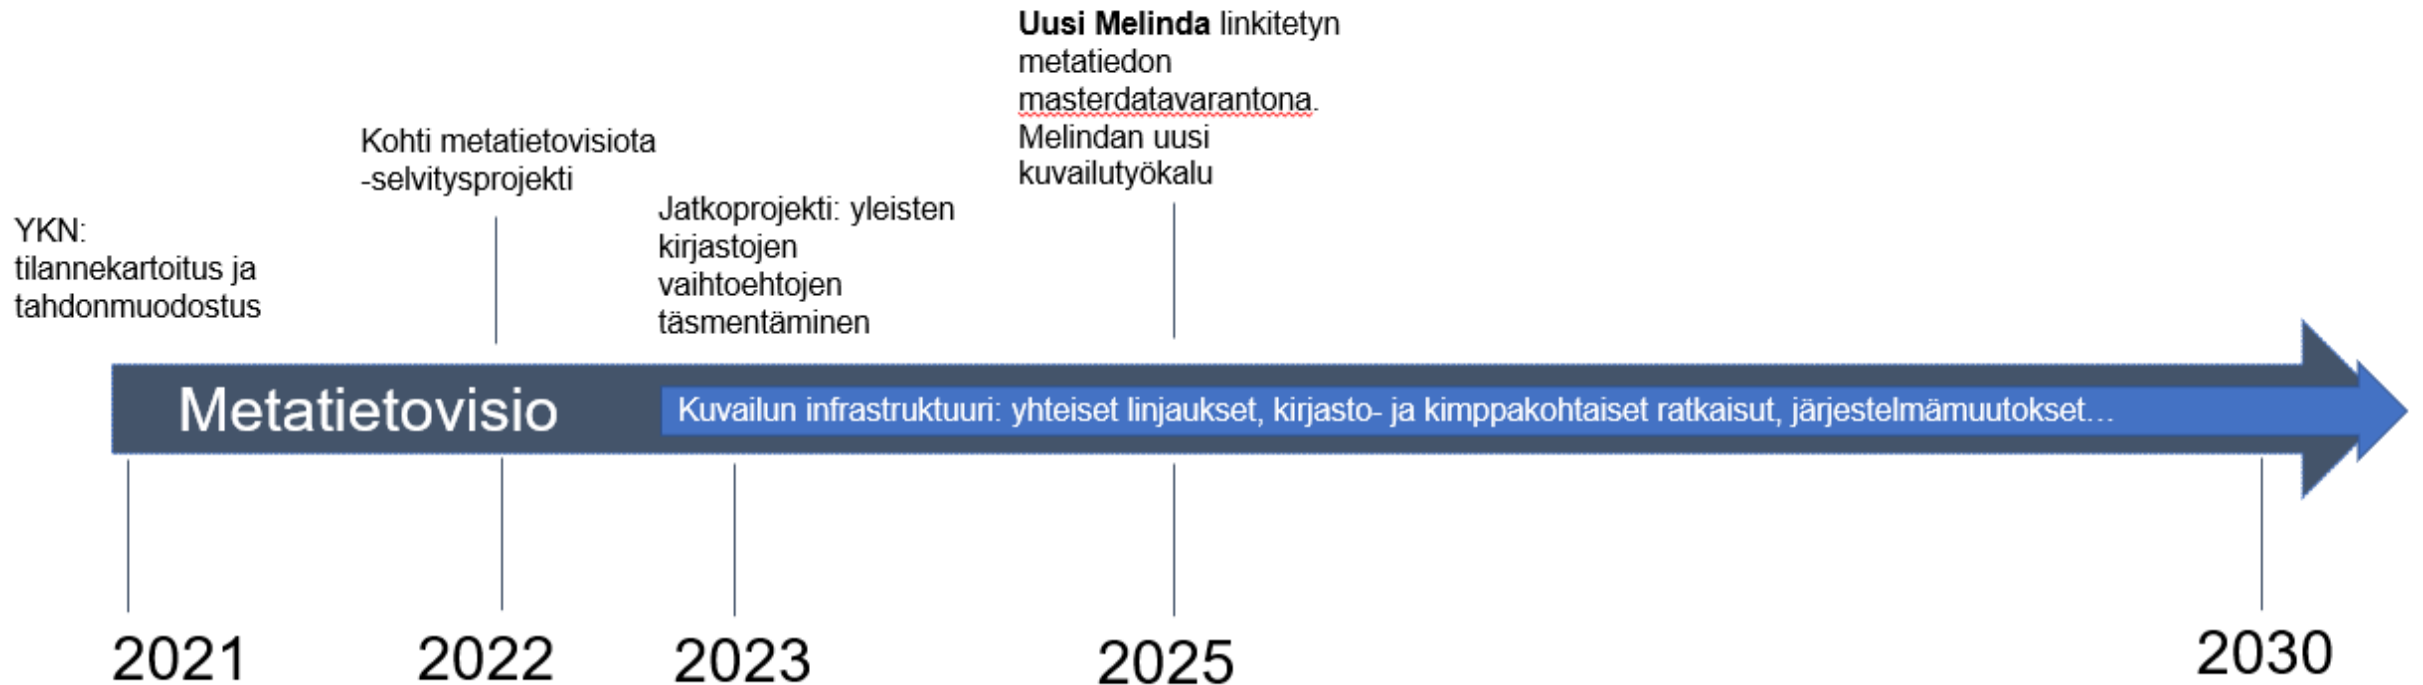 YKN:
tilannekartoitus ja
tahdonmuodostus
Kohti metatietovisiota
-selvitysprojekti
Jatkoprojekti: yleisten
kirjastojen
vaihtoehtojen
täsmentäminen
Uusi Melinda linkitetyn
metatiedon
masterdatavarantona.
Melindan uusi
kuvailutyökalu
Metatietovisio
Kuvailun infrastruktuuri: yhteiset linjaukset, kirjasto- ja kimppakohtaiset ratkaisut, järjestelmämuutokset…
2021
2022
2023
2025
2030